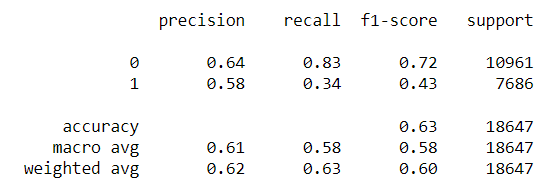 precision recall f1-score support
0 0.64 0.83 0.72 10961
1 0.58 0.34 0.43 7686
accuracy 0.63 18647
macro avg 0.61 0.58 0.58 18647
weighted avg 0.62 0.63 0.60 18647